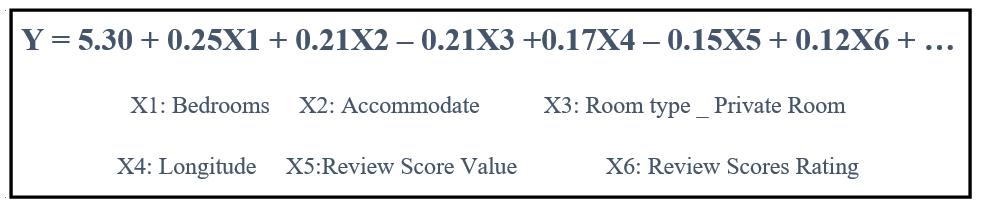 Y = 5.30 + 0.25X1 + 0.21X2 – 0.21X3 +0.17X4 – 0.15X5 + 0.12X6 + …
X1: Bedrooms X2: Accommodate X3: Room type _ Private Room
X4: Longitude X5:Review Score Value X6: Review Scores Rating